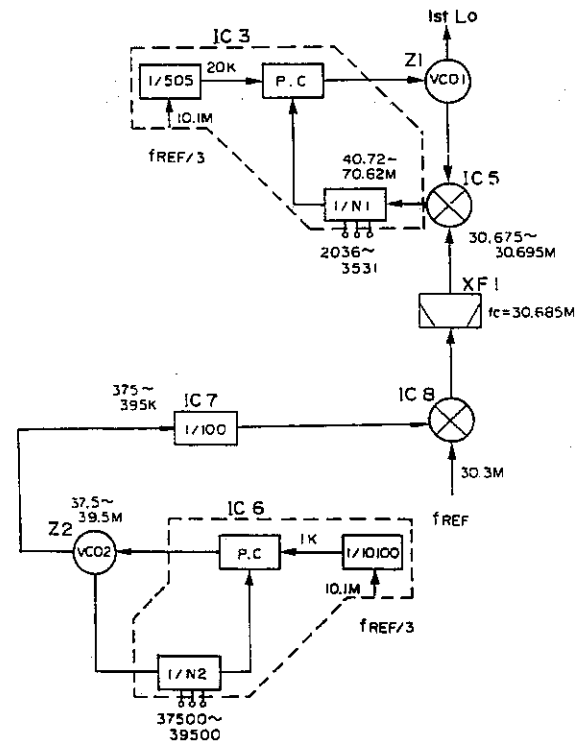 1st Lo
IC 3
Z1
1/505
20K
P.C
VCO1
10.1M
fREF/3
40.72~
70.62M
IC 5
1/N1
2036~
3531
30.675~
30.695M
XF1
fc=30.685M
375~
395K
IC 7
1/100
IC 8
30.3M
fREF
37.5~
39.5M
Z2
VCO2
IC 6
P.C
1K
1/10100
10.1M
fREF/3
1/N2
37500~
39500